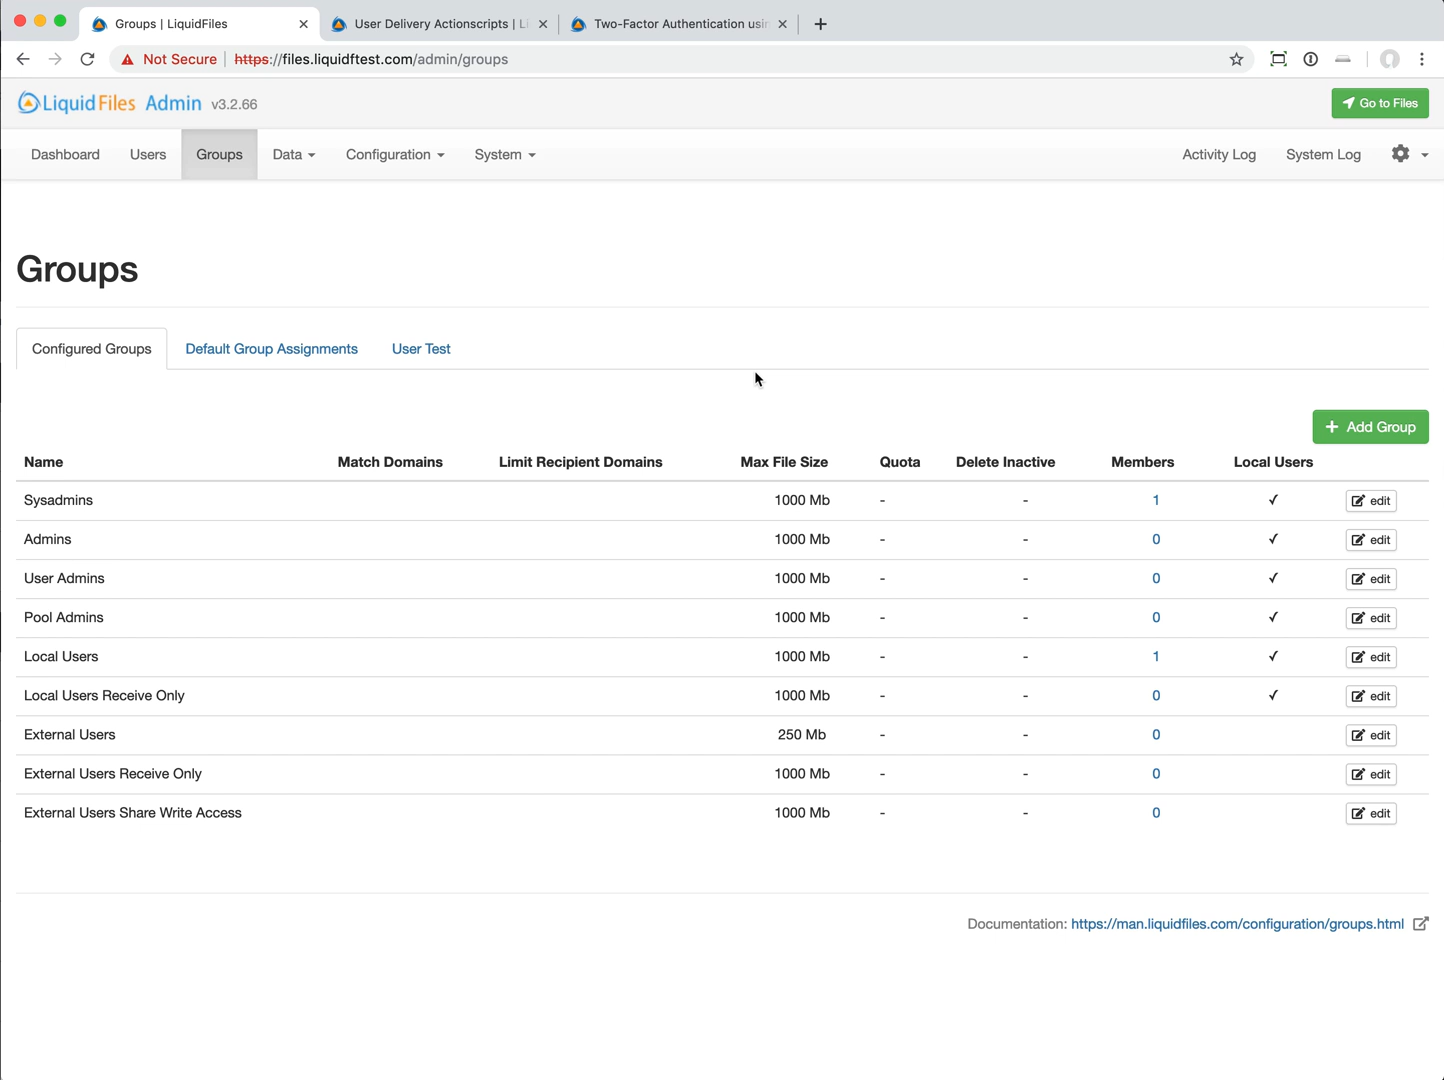 Groups | LiquidFiles
User Delivery Actionscripts | Li
Two-Factor Authentication usin
Not Secure | https://files.liquidftest.com/admin/groups
LiquidFiles Admin v3.2.66
Go to Files
Dashboard Users Groups Data Configuration System Activity Log System Log
Groups
Configured Groups Default Group Assignments User Test
+ Add Group
Name Match Domains Limit Recipient Domains Max File Size Quota Delete Inactive Members Local Users
Sysadmins 1000 Mb - - 1 ✓ edit
Admins 1000 Mb - - 0 ✓ edit
User Admins 1000 Mb - - 0 ✓ edit
Pool Admins 1000 Mb - - 0 ✓ edit
Local Users 1000 Mb - - 1 ✓ edit
Local Users Receive Only 1000 Mb - - 0 ✓ edit
External Users 250 Mb - - 0 edit
External Users Receive Only 1000 Mb - - 0 edit
External Users Share Write Access 1000 Mb - - 0 edit
Documentation: https://man.liquidfiles.com/configuration/groups.html